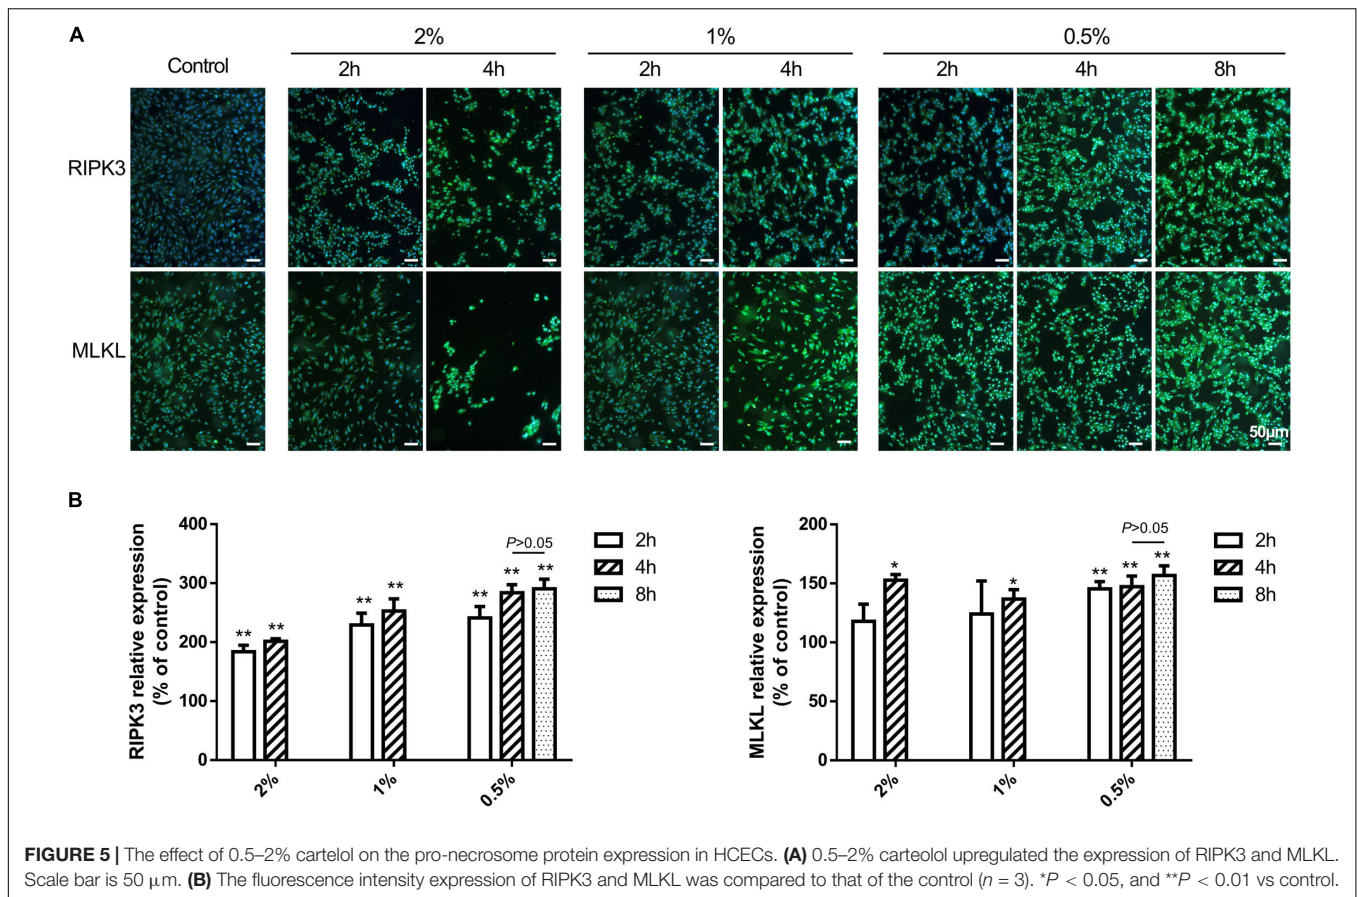 A
2% 1% 0.5%
Control 2h 4h 2h 4h 2h 4h 8h
RIPK3
MLKL
50µm
B
RIPK3 relative expression
(% of control)
400
300
200
100
0
** ** ** ** ** ** **
P>0.05
2h
4h
8h
2% 1% 0.5%
MLKL relative expression
(% of control)
200
150
100
50
0
* * ** ** **
P>0.05
2h
4h
8h
2% 1% 0.5%
FIGURE 5 | The effect of 0.5–2% cartelol on the pro-necrosome protein expression in HCECs. (A) 0.5–2% carteolol upregulated the expression of RIPK3 and MLKL.
Scale bar is 50 µm. (B) The fluorescence intensity expression of RIPK3 and MLKL was compared to that of the control (n = 3). *P < 0.05, and **P < 0.01 vs control.